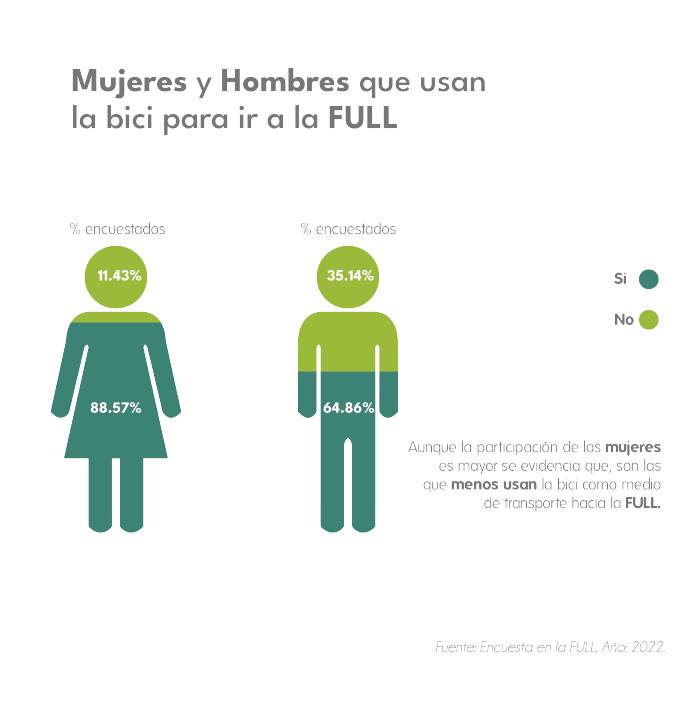 Mujeres y Hombres que usan
la bici para ir a la FULL
% encuestados
% encuestados
11.43%
35.14%
Si
No
88.57%
64.86%
Aunque la participación de las mujeres
es mayor se evidencia que, son las
que menos usan la bici como medio
de transporte hacia la FULL.
Fuente: Encuesta en la FULL. Año: 2022.